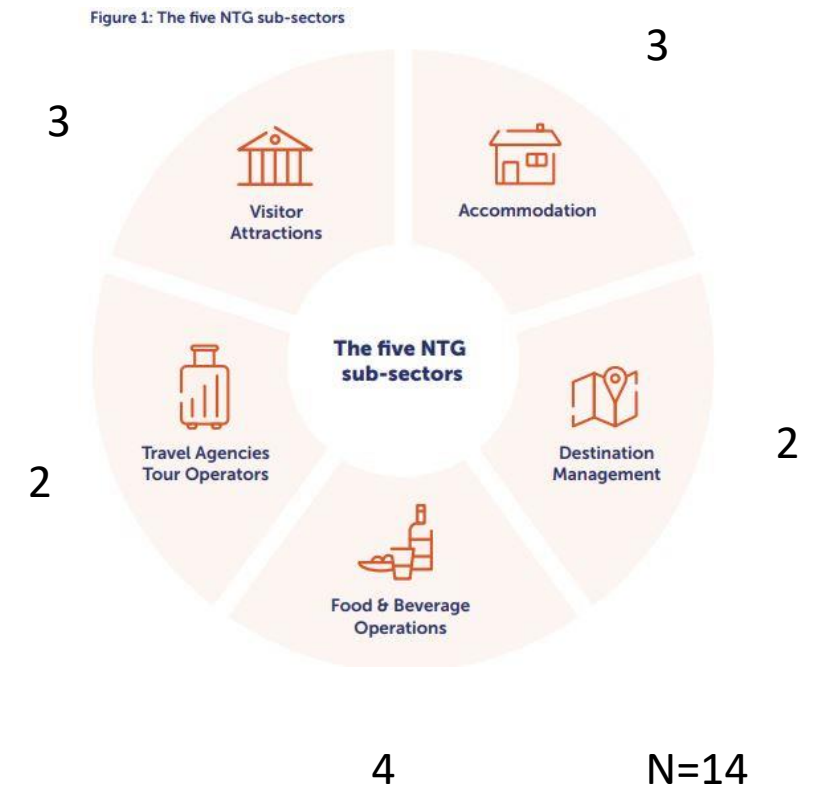 Figure 1: The five NTG sub-sectors
3
3
Visitor
Attractions
Accommodation
The five NTG
sub-sectors
Travel Agencies
Tour Operators
Destination
Management
2
2
Food & Beverage
Operations
4
N=14